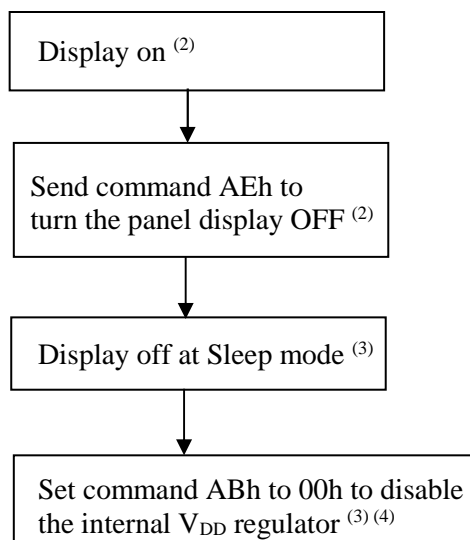 Display on (2)
Send command AEh to
turn the panel display OFF (2)
Display off at Sleep mode (3)
Set command ABh to 00h to disable
the internal VDD regulator (3) (4)